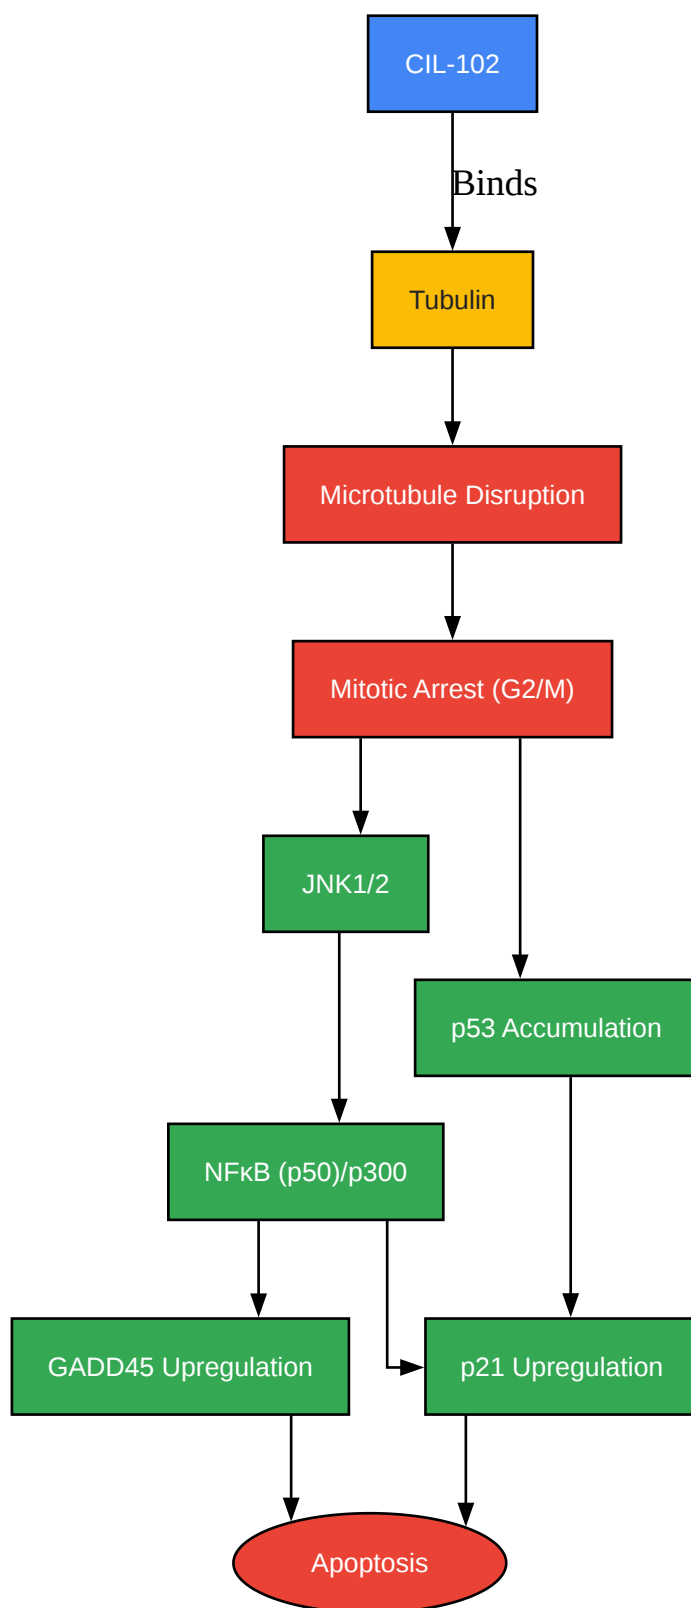 CIL-102
Binds
Tubulin
Microtubule Disruption
Mitotic Arrest (G2/M)
JNK1/2
p53 Accumulation
NFκB (p50)/p300
GADD45 Upregulation
p21 Upregulation
Apoptosis